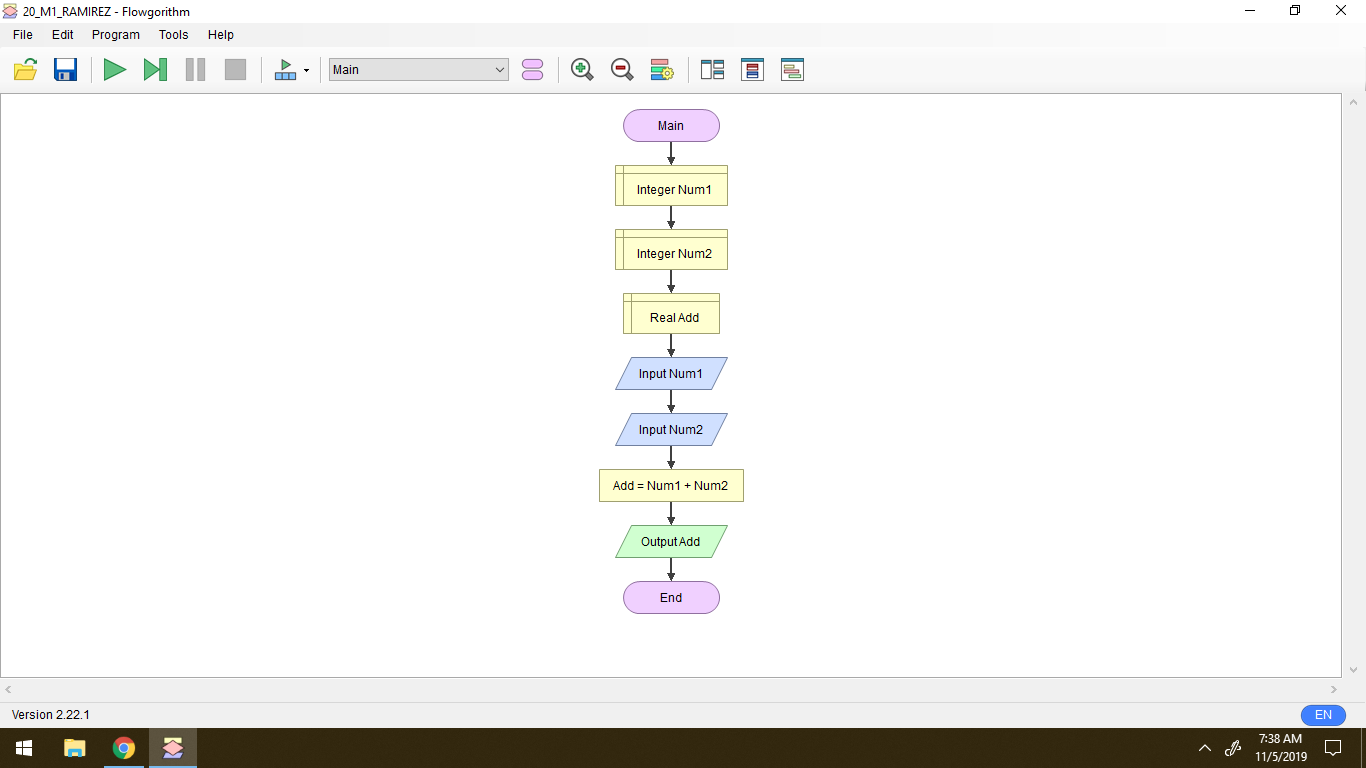 20_M1_RAMIREZ - Flowgorithm
File Edit Program Tools Help
Main
Main
Integer Num1
Integer Num2
Real Add
Input Num1
Input Num2
Add = Num1 + Num2
Output Add
End
Version 2.22.1
EN
7:38 AM
11/5/2019